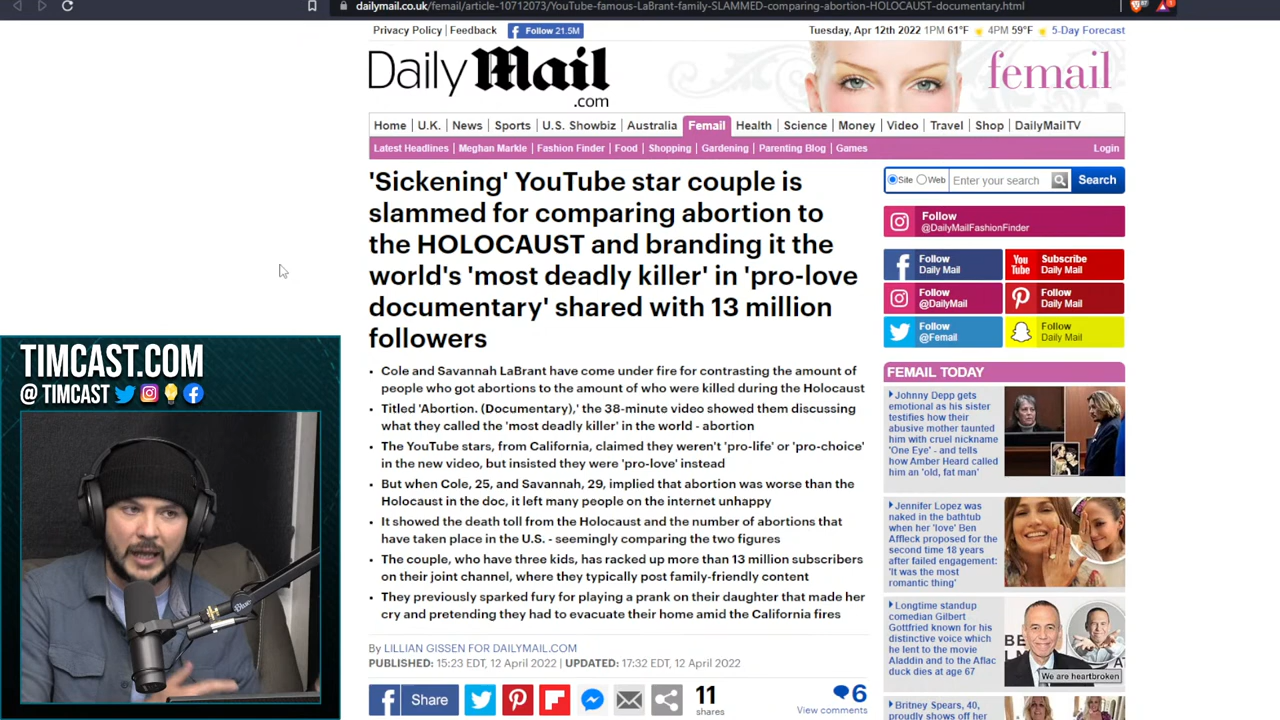 dailymail.co.uk/femail/article-10712073/YouTube-famous-LaBrant-family-SLAMMED-comparing-abortion-HOLOCAUST-documentary.html
Privacy Policy | Feedback
Follow 21.5M
Tuesday, Apr 12th 2022 1PM 61°F 4PM 59°F 5-Day Forecast
Daily Mail
.com
femail
Home U.K. News Sports U.S. Showbiz Australia Femail Health Science Money Video Travel Shop DailyMailTV
Latest Headlines Meghan Markle Fashion Finder Food Shopping Gardening Parenting Blog Games Login
'Sickening' YouTube star couple is
slammed for comparing abortion to
the HOLOCAUST and branding it the
world's 'most deadly killer' in 'pro-love
documentary' shared with 13 million
followers
Cole and Savannah LaBrant have come under fire for contrasting the amount of
people who got abortions to the amount of who were killed during the Holocaust
Titled 'Abortion. (Documentary),' the 38-minute video showed them discussing
what they called the 'most deadly killer' in the world - abortion
The YouTube stars, from California, claimed they weren't 'pro-life' or 'pro-choice'
in the new video, but insisted they were 'pro-love' instead
But when Cole, 25, and Savannah, 29, implied that abortion was worse than the
Holocaust in the doc, it left many people on the internet unhappy
It showed the death toll from the Holocaust and the number of abortions that
have taken place in the U.S. - seemingly comparing the two figures
The couple, who have three kids, has racked up more than 13 million subscribers
on their joint channel, where they typically post family-friendly content
They previously sparked fury for playing a prank on their daughter that made her
cry and pretending they had to evacuate their home amid the California fires
By LILLIAN GISSEN FOR DAILYMAIL.COM
PUBLISHED: 15:23 EDT, 12 April 2022 | UPDATED: 17:32 EDT, 12 April 2022
Share
11
shares
6
View comments
Site Web Enter your search Search
Follow
@DailyMailFashionFinder
Follow
Daily Mail
You
Tube
Subscribe
Daily Mail
Follow
@DailyMail
Follow
Daily Mail
Follow
@Femail
Follow
Daily Mail
FEMAIL TODAY
Johnny Depp gets
emotional as his sister
testifies how their
abusive mother taunted
him with cruel nickname
'One Eye' - and tells
how Amber Heard called
him an 'old, fat man'
Jennifer Lopez was
naked in the bathtub
when her 'love' Ben
Affleck proposed for the
second time 18 years
after failed engagement:
'It was the most
romantic thing'
Longtime standup
comedian Gilbert
Gottfried known for his
distinctive voice which
he lent to the movie
Aladdin and to the Aflac
duck dies at age 67
We are heartbroken
Britney Spears, 40,
proudly shows off her
TIMCAST.COM
@ TIMCAST